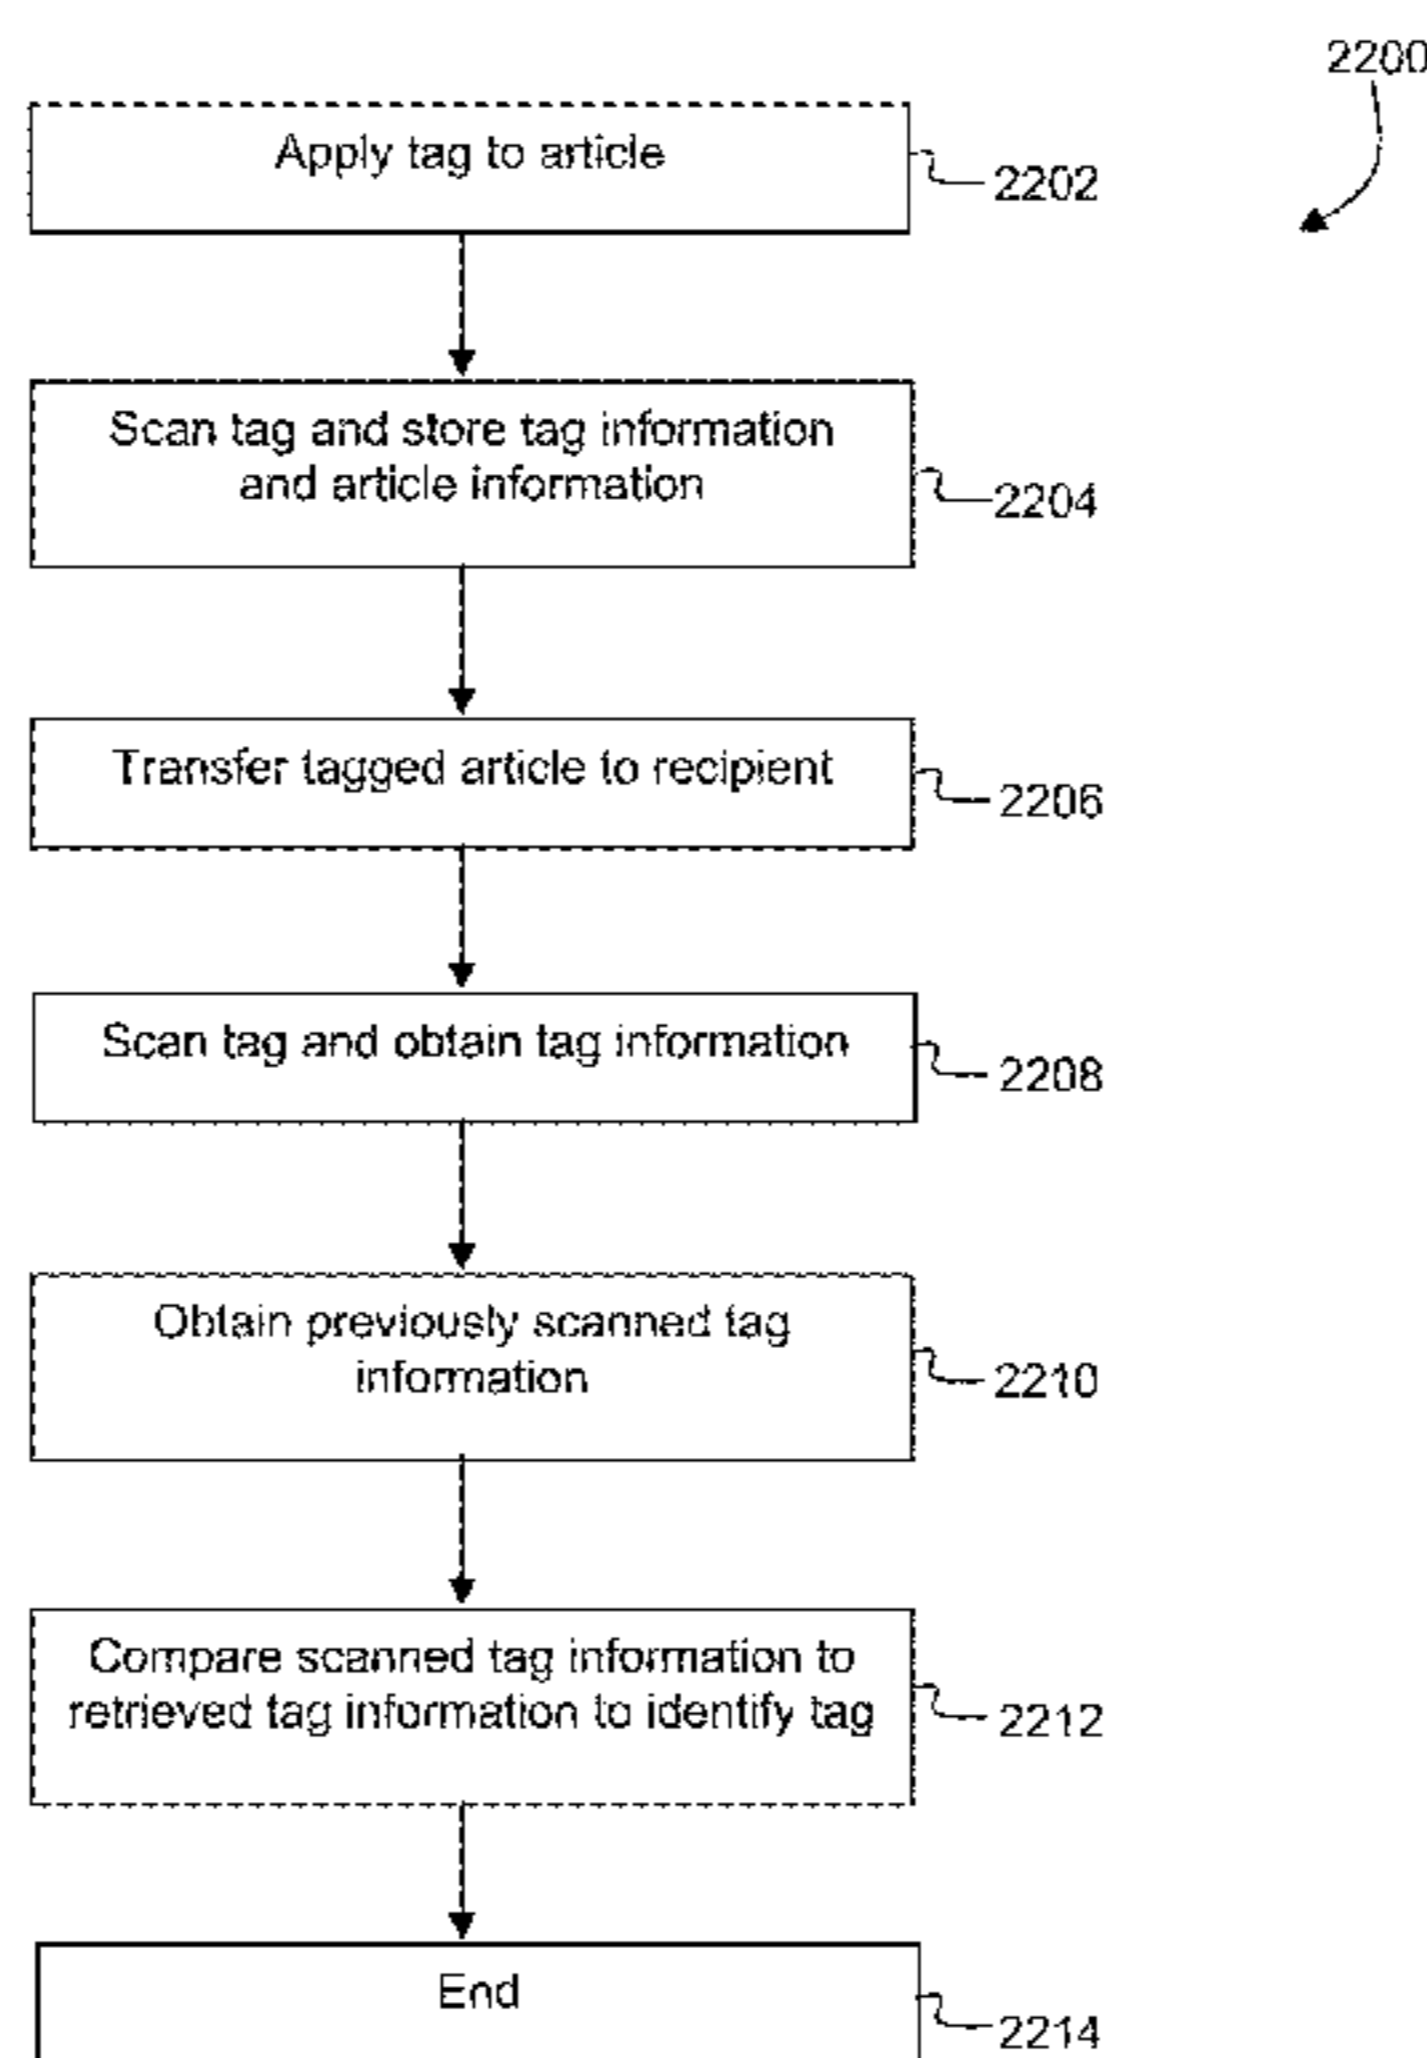 2200
Apply tag to article
2202
Scan tag and store tag information
and article information
2204
Transfer tagged article to recipient
2206
Scan tag and obtain tag information
2208
Obtain previously scanned tag
information
2210
Compare scanned tag information to
retrieved tag information to identify tag
2212
End
2214